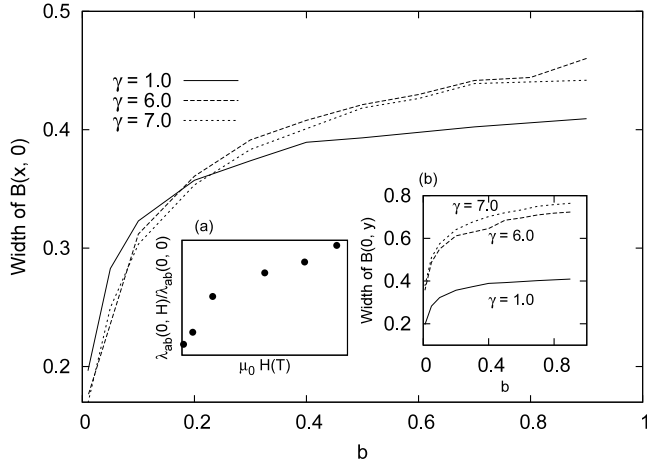 0.5
0.4
0.3
0.2
Width of B(x, 0)
γ = 1.0
γ = 6.0
γ = 7.0
(a)
λab(0, H)/λab(0, 0)
μ0 H(T)
(b)
0.8
0.6
0.4
0.2
Width of B(0, y)
γ = 7.0
γ = 6.0
γ = 1.0
0 0.4 0.8
b
0 0.2 0.4 0.6 0.8 1
b